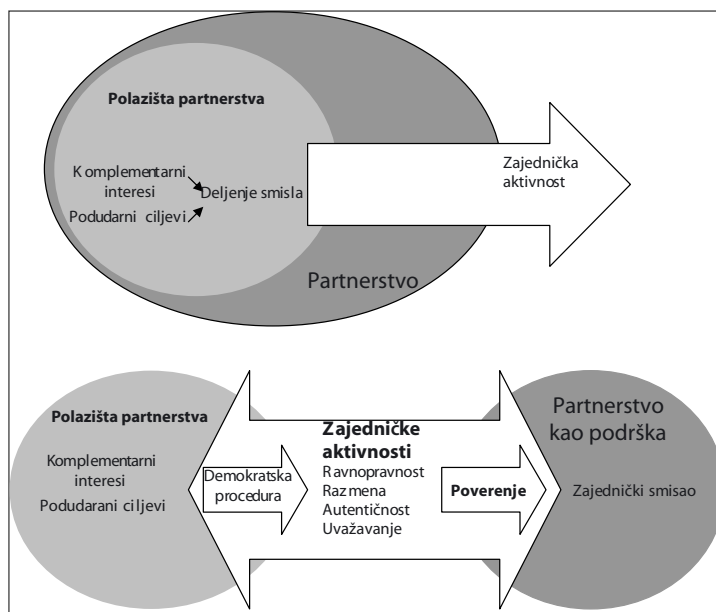 Polazišta partnerstva
Komplementarni
interesi
Deljenje smisla
Podudarni ciljevi
Zajednička
aktivnost
Partnerstvo
Polazišta partnerstva
Komplementarni
interesi
Podudarani ciljevi
Demokratska
procedura
Zajedničke
aktivnosti
Ravnopravnost
Razmena
Autentičnost
Uvažavanje
Poverenje
Partnerstvo
kao podrška
Zajednički smisao